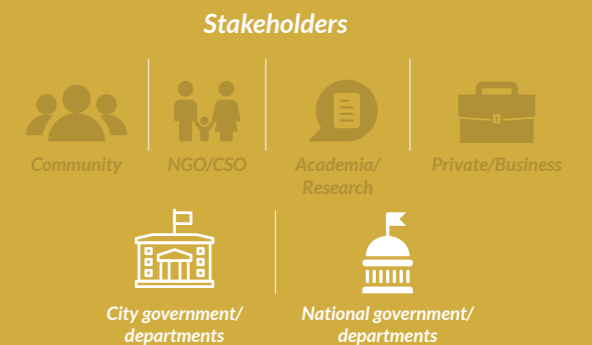 Stakeholders
Community
NGO/CSO
Academia/
Research
Private/Business
City government/
departments
National government/
departments